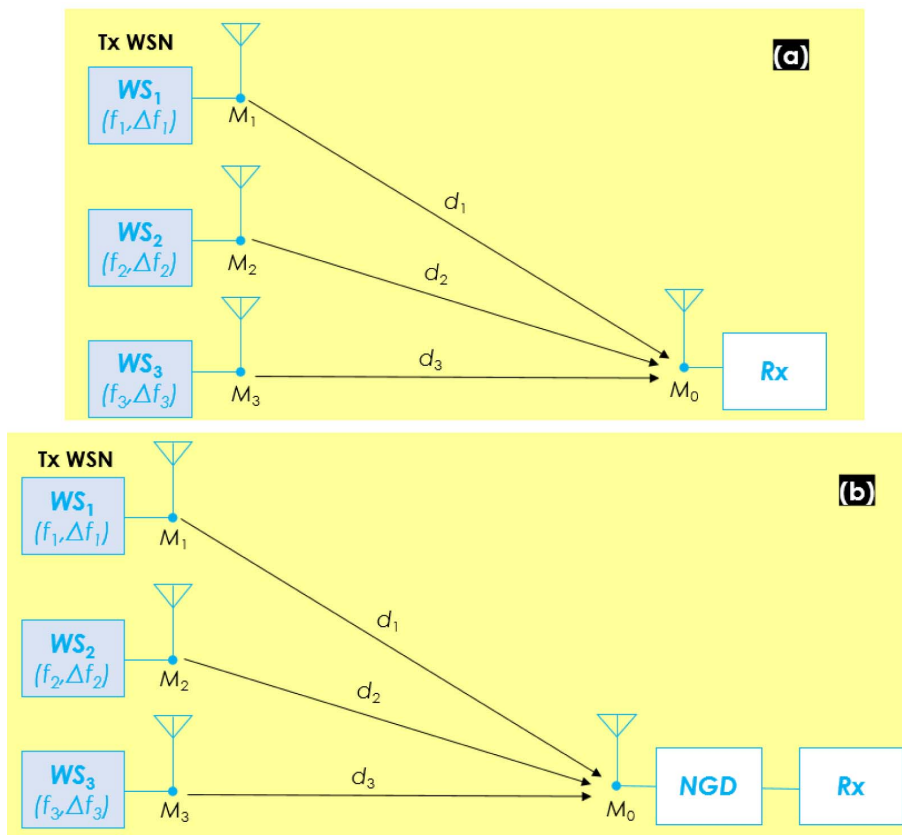 Tx WSN
(a)
WS₁
(f₁,Δf₁)
M₁
d₁
WS₂
(f₂,Δf₂)
M₂
d₂
WS₃
(f₃,Δf₃)
M₃
d₃
M₀
Rx
Tx WSN
(b)
WS₁
(f₁,Δf₁)
M₁
d₁
WS₂
(f₂,Δf₂)
M₂
d₂
WS₃
(f₃,Δf₃)
M₃
d₃
M₀
NGD
Rx